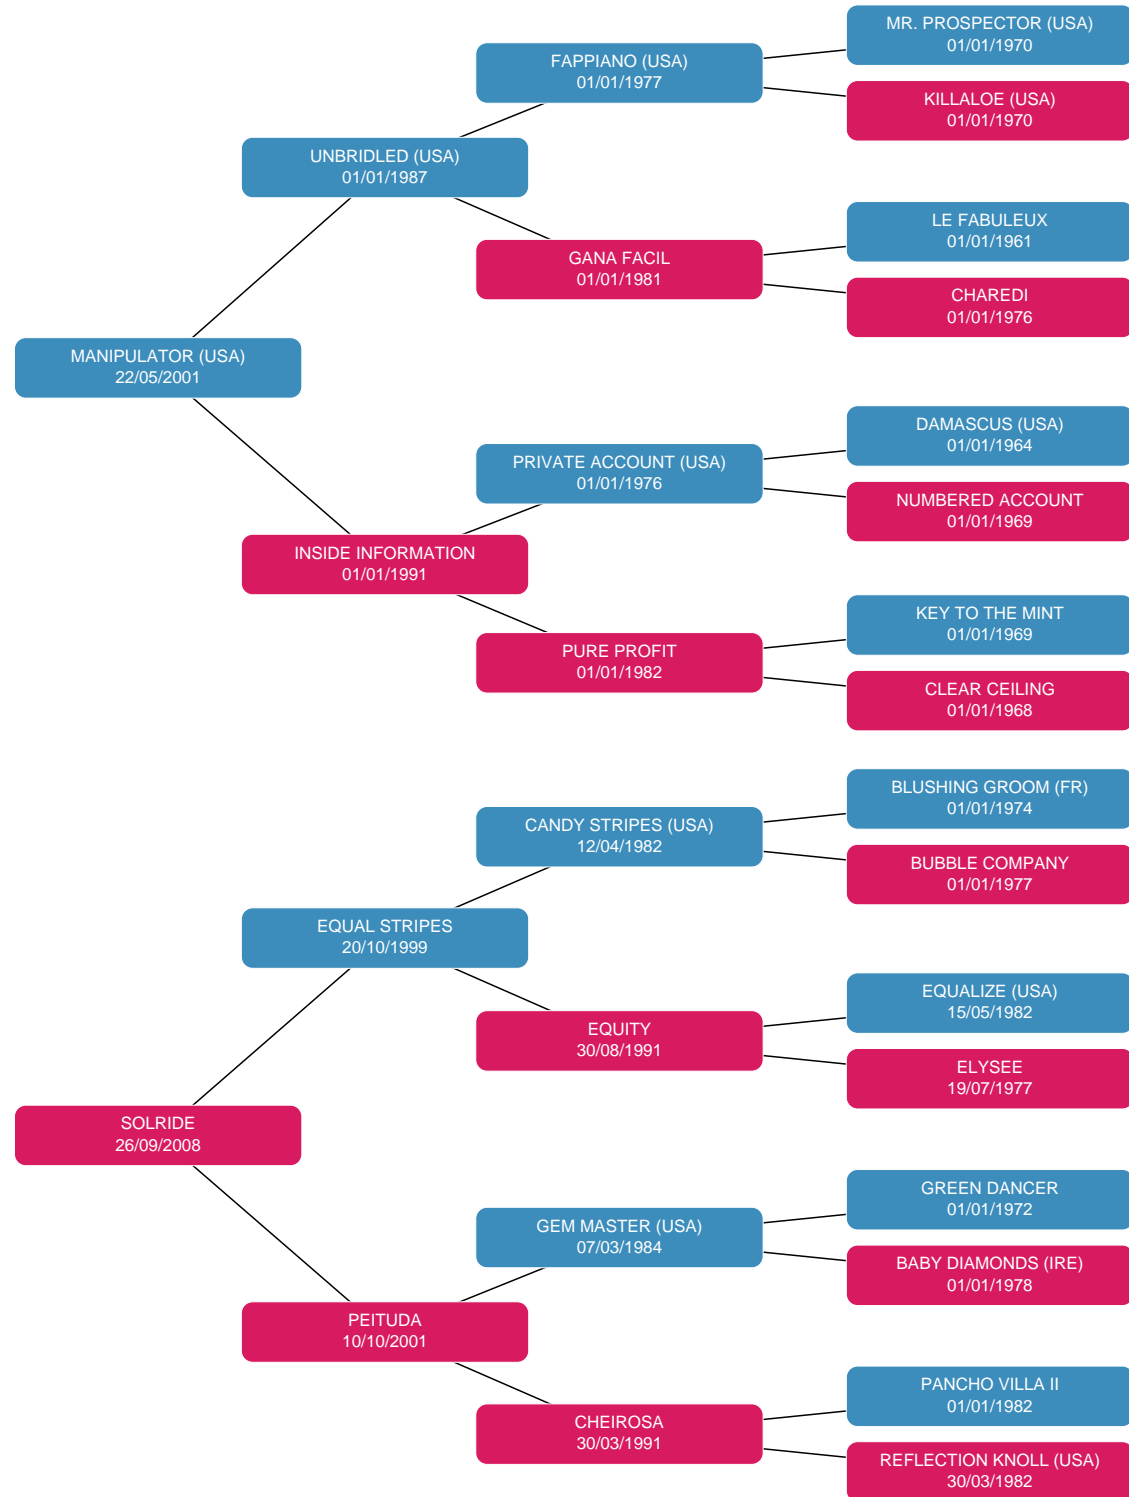 MR. PROSPECTOR (USA)
01/01/1970
FAPPIANO (USA)
01/01/1977
KILLALOE (USA)
01/01/1970
UNBRIDLED (USA)
01/01/1987
LE FABULEUX
01/01/1961
GANA FACIL
01/01/1981
CHAREDI
01/01/1976
MANIPULATOR (USA)
22/05/2001
DAMASCUS (USA)
01/01/1964
PRIVATE ACCOUNT (USA)
01/01/1976
NUMBERED ACCOUNT
01/01/1969
INSIDE INFORMATION
01/01/1991
KEY TO THE MINT
01/01/1969
PURE PROFIT
01/01/1982
CLEAR CEILING
01/01/1968
BLUSHING GROOM (FR)
01/01/1974
CANDY STRIPES (USA)
12/04/1982
BUBBLE COMPANY
01/01/1977
EQUAL STRIPES
20/10/1999
EQUALIZE (USA)
15/05/1982
EQUITY
30/08/1991
ELYSEE
19/07/1977
SOLRIDE
26/09/2008
GREEN DANCER
01/01/1972
GEM MASTER (USA)
07/03/1984
BABY DIAMONDS (IRE)
01/01/1978
PEITUDA
10/10/2001
PANCHO VILLA II
01/01/1982
CHEIROSA
30/03/1991
REFLECTION KNOLL (USA)
30/03/1982